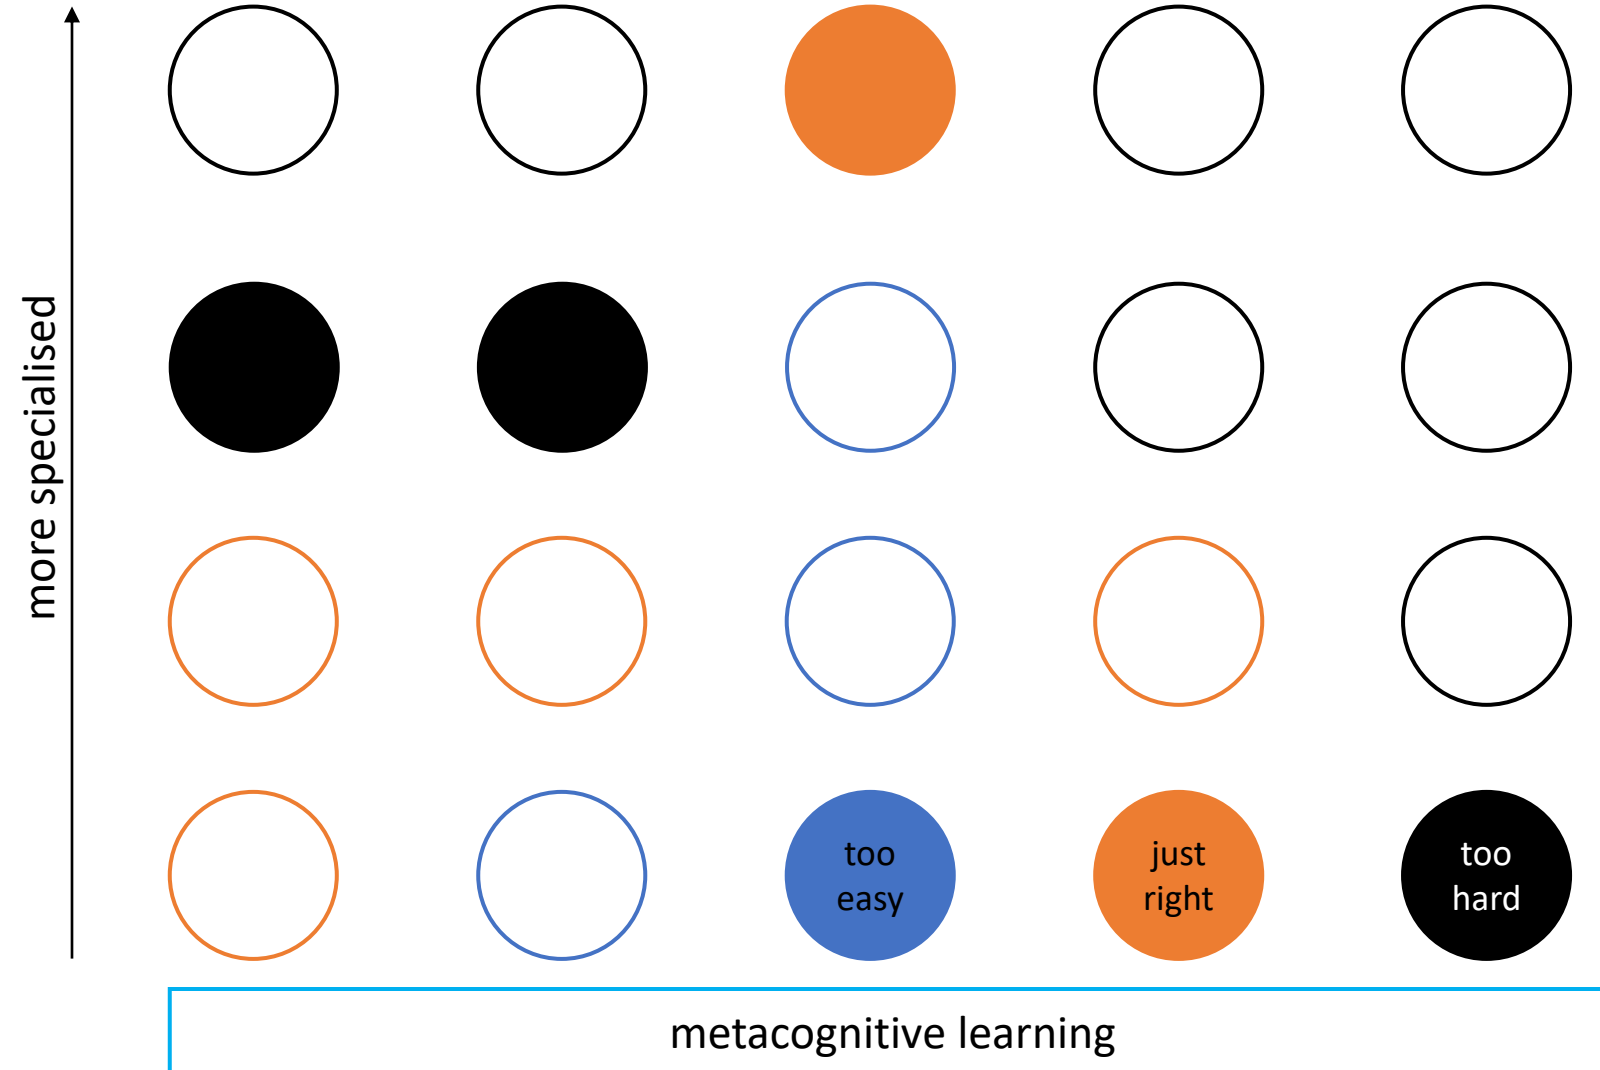 more specialised
too
easy
just
right
too
hard
metacognitive learning